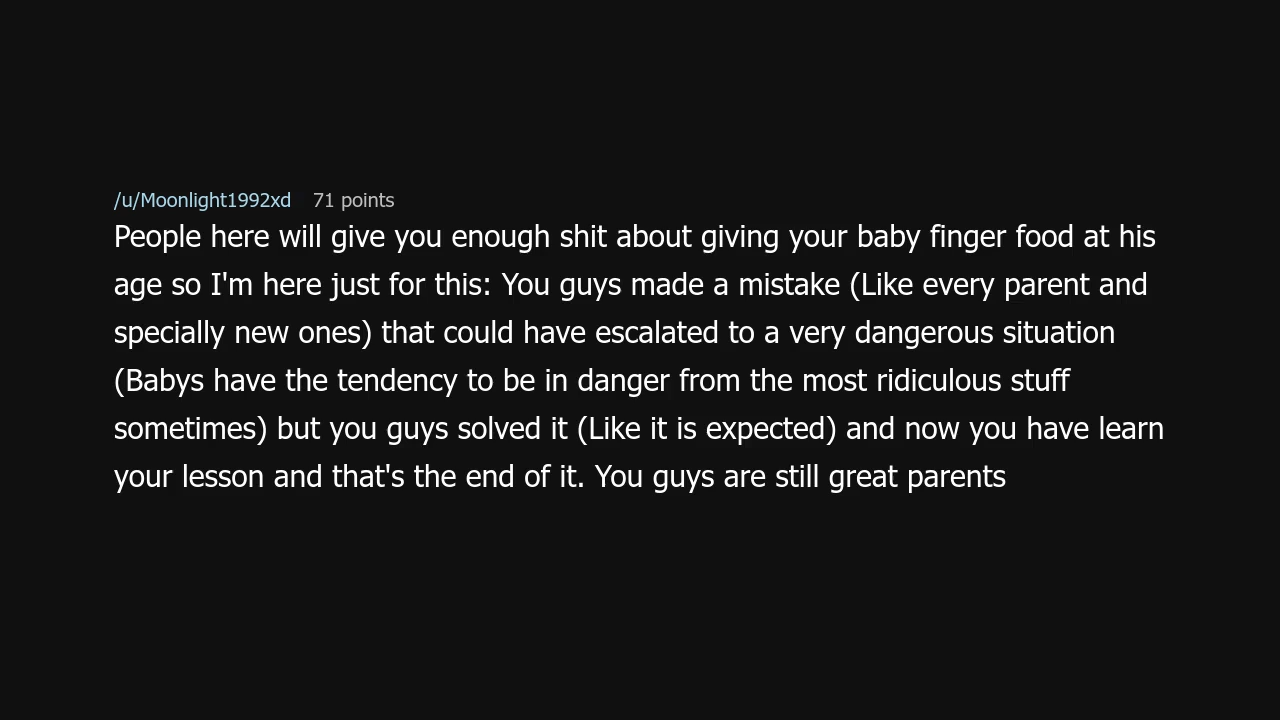 /u/Moonlight1992xd 71 points
People here will give you enough shit about giving your baby finger food at his
age so I'm here just for this: You guys made a mistake (Like every parent and
specially new ones) that could have escalated to a very dangerous situation
(Babys have the tendency to be in danger from the most ridiculous stuff
sometimes) but you guys solved it (Like it is expected) and now you have learn
your lesson and that's the end of it. You guys are still great parents